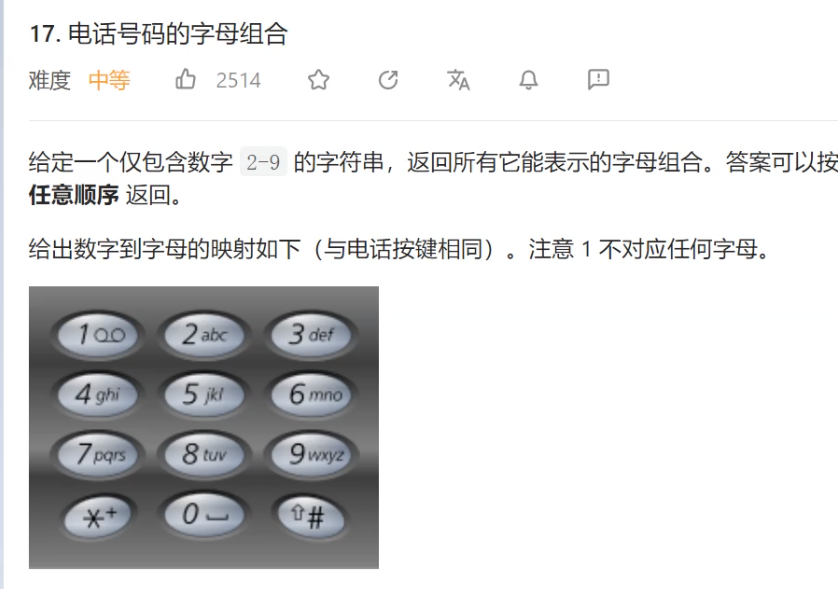 17. 电话号码的字母组合
难度 中等 2514
给定一个仅包含数字 2-9 的字符串，返回所有它能表示的字母组合。答案可以按
任意顺序 返回。
给出数字到字母的映射如下（与电话按键相同）。注意 1 不对应任何字母。
1 2 abc 3 def
4 ghi 5 jkl 6 mno
7 pqrs 8 tuv 9 wxyz
* + 0 #